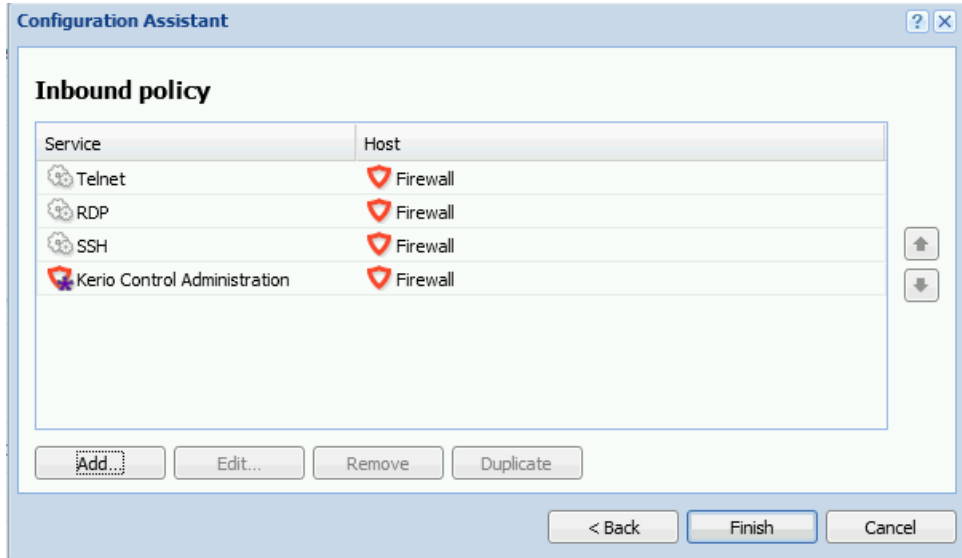 Configuration Assistant
Inbound policy
Service Host
Telnet Firewall
RDP Firewall
SSH Firewall
Kerio Control Administration Firewall
Add... Edit... Remove Duplicate
< Back Finish Cancel